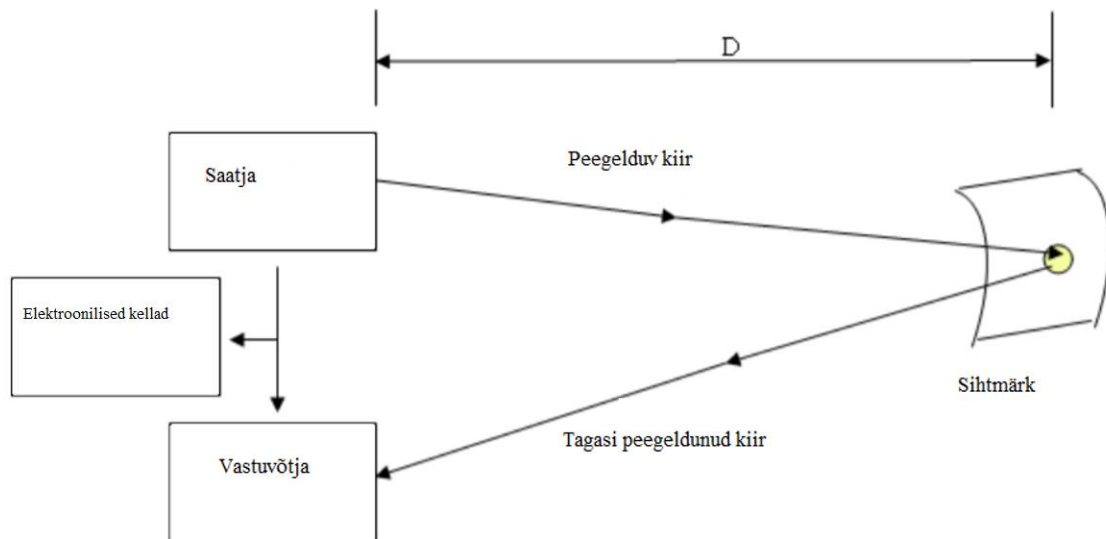 D
Saatja
Peegelduv kiir
Elektroonilised kellad
Sihtmärk
Tagasi peegeldunud kiir
Vastuvõtja